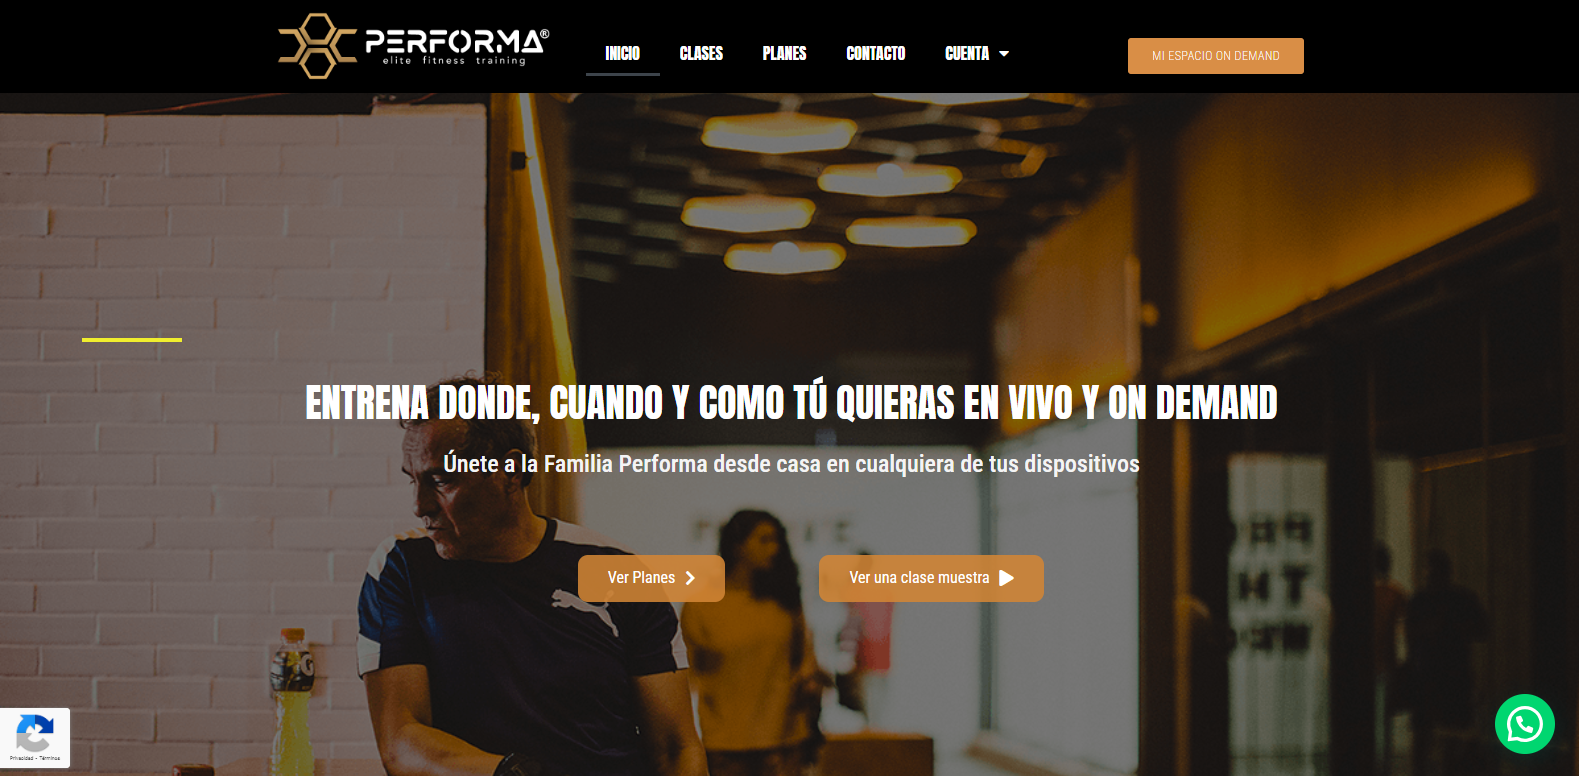 PERFORMA®
elite fitness training
INICIO
CLASES
PLANES
CONTACTO
CUENTA
MI ESPACIO ON DEMAND
ENTRENA DONDE, CUANDO Y COMO TÚ QUIERAS EN VIVO Y ON DEMAND
Únete a la Familia Performa desde casa en cualquiera de tus dispositivos
Ver Planes
Ver una clase muestra
Privacidad - Términos